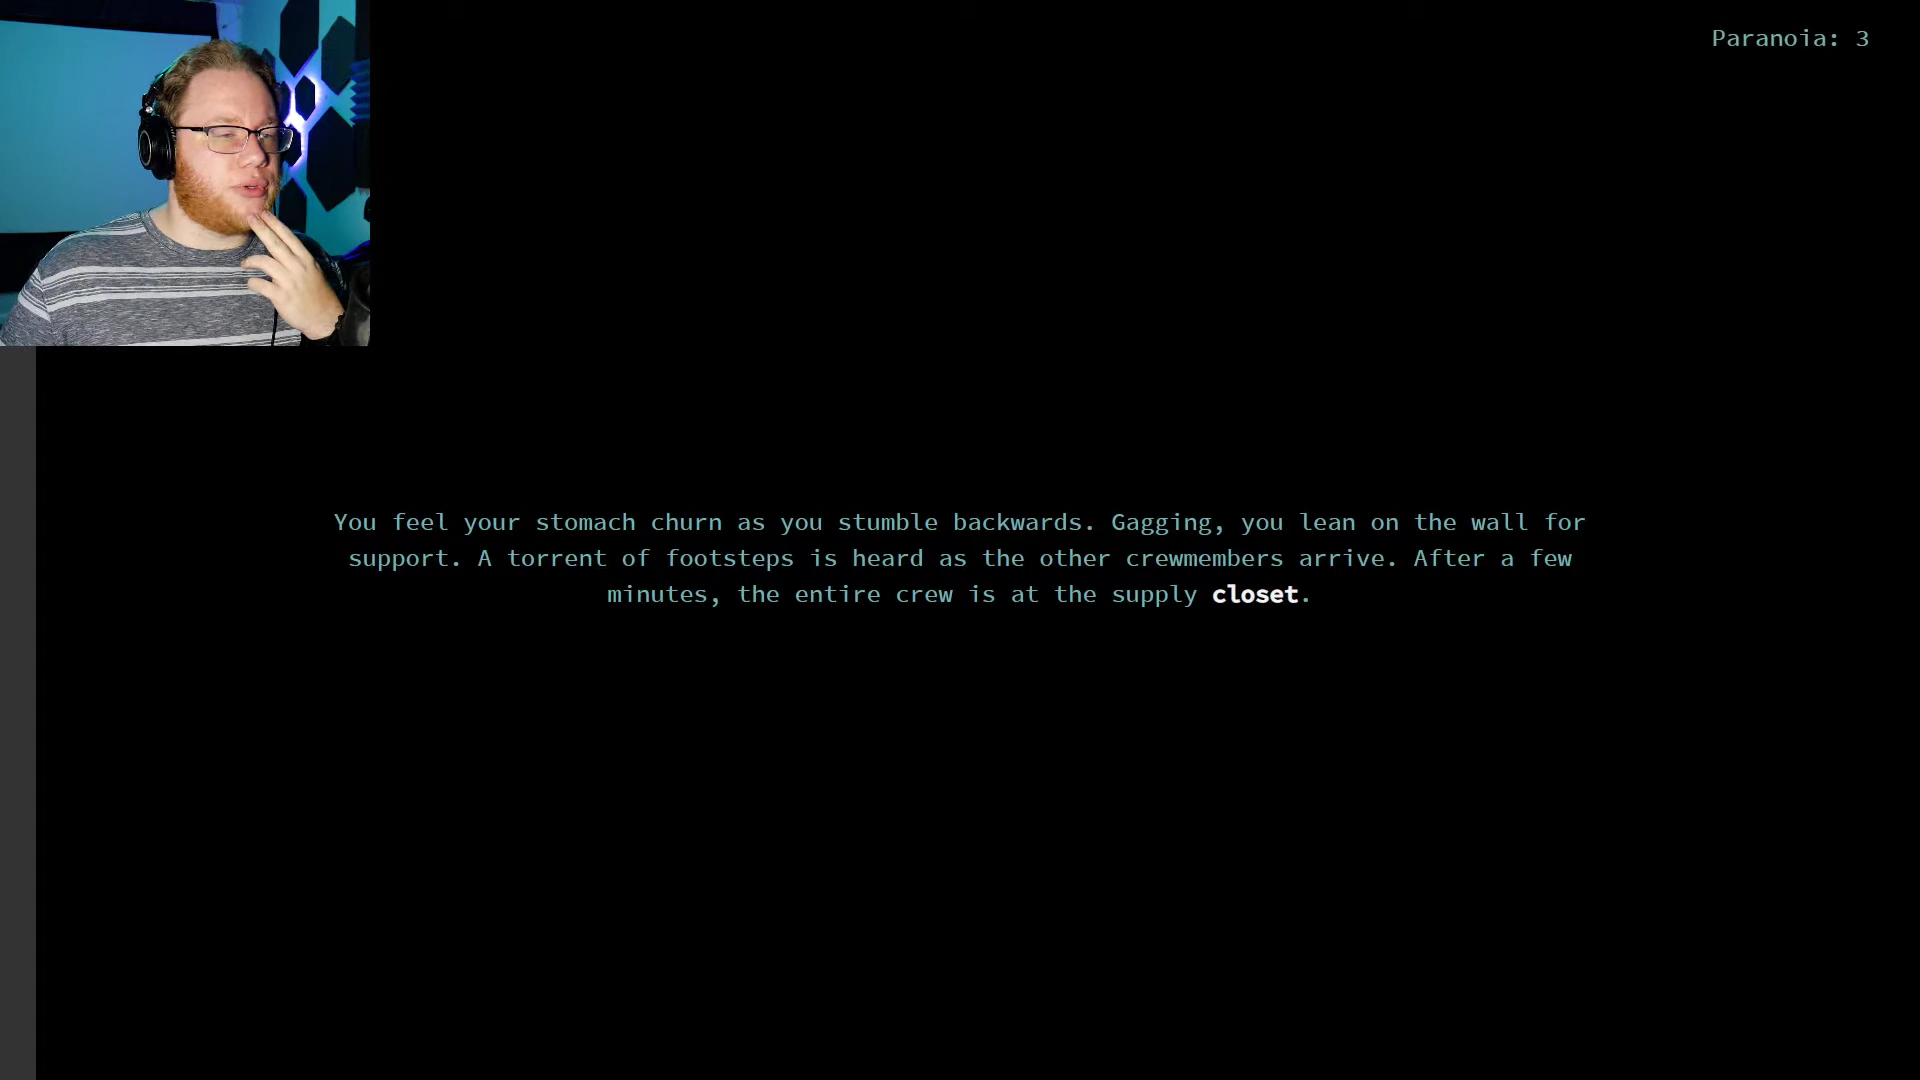 Paranoia: 3
You feel your stomach churn as you stumble backwards. Gagging, you lean on the wall for
support. A torrent of footsteps is heard as the other crewmembers arrive. After a few
minutes, the entire crew is at the supply closet.